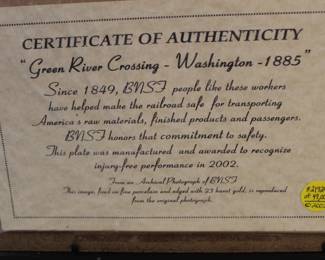 CERTIFICATE OF AUTHENTICITY
"Green River Crossing - Washington - 1885"
Since 1849, BNSF people like these workers
have helped make the railroad safe for transporting
America's raw materials, finished products and passengers.
BNSF honors that commitment to safety.
This plate was manufactured and awarded to recognize
injury-free performance in 2002.
From an Archival Photograph of BNSF
This image, fired on fine porcelain and edged with 23 karat gold, is reproduced
from the original photograph.
of